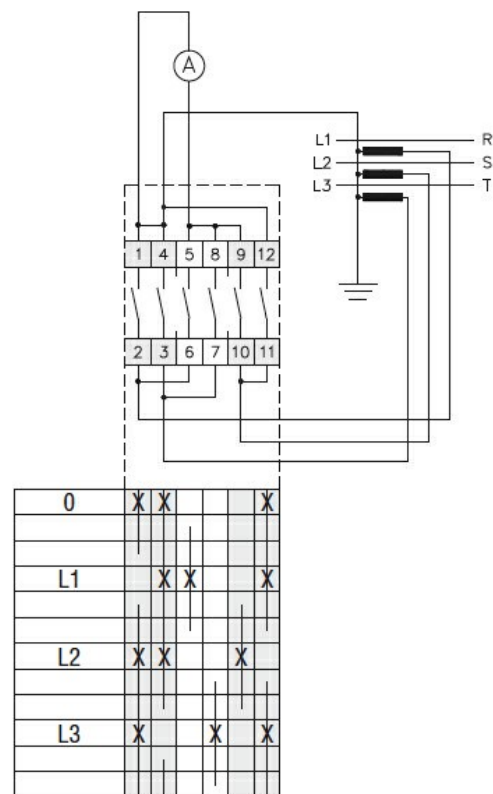 A
L1 R
L2 S
L3 T
1 4 5 8 9 12
2 3 6 7 10 11
0 X X X
L1 X X X
L2 X X X
L3 X X X